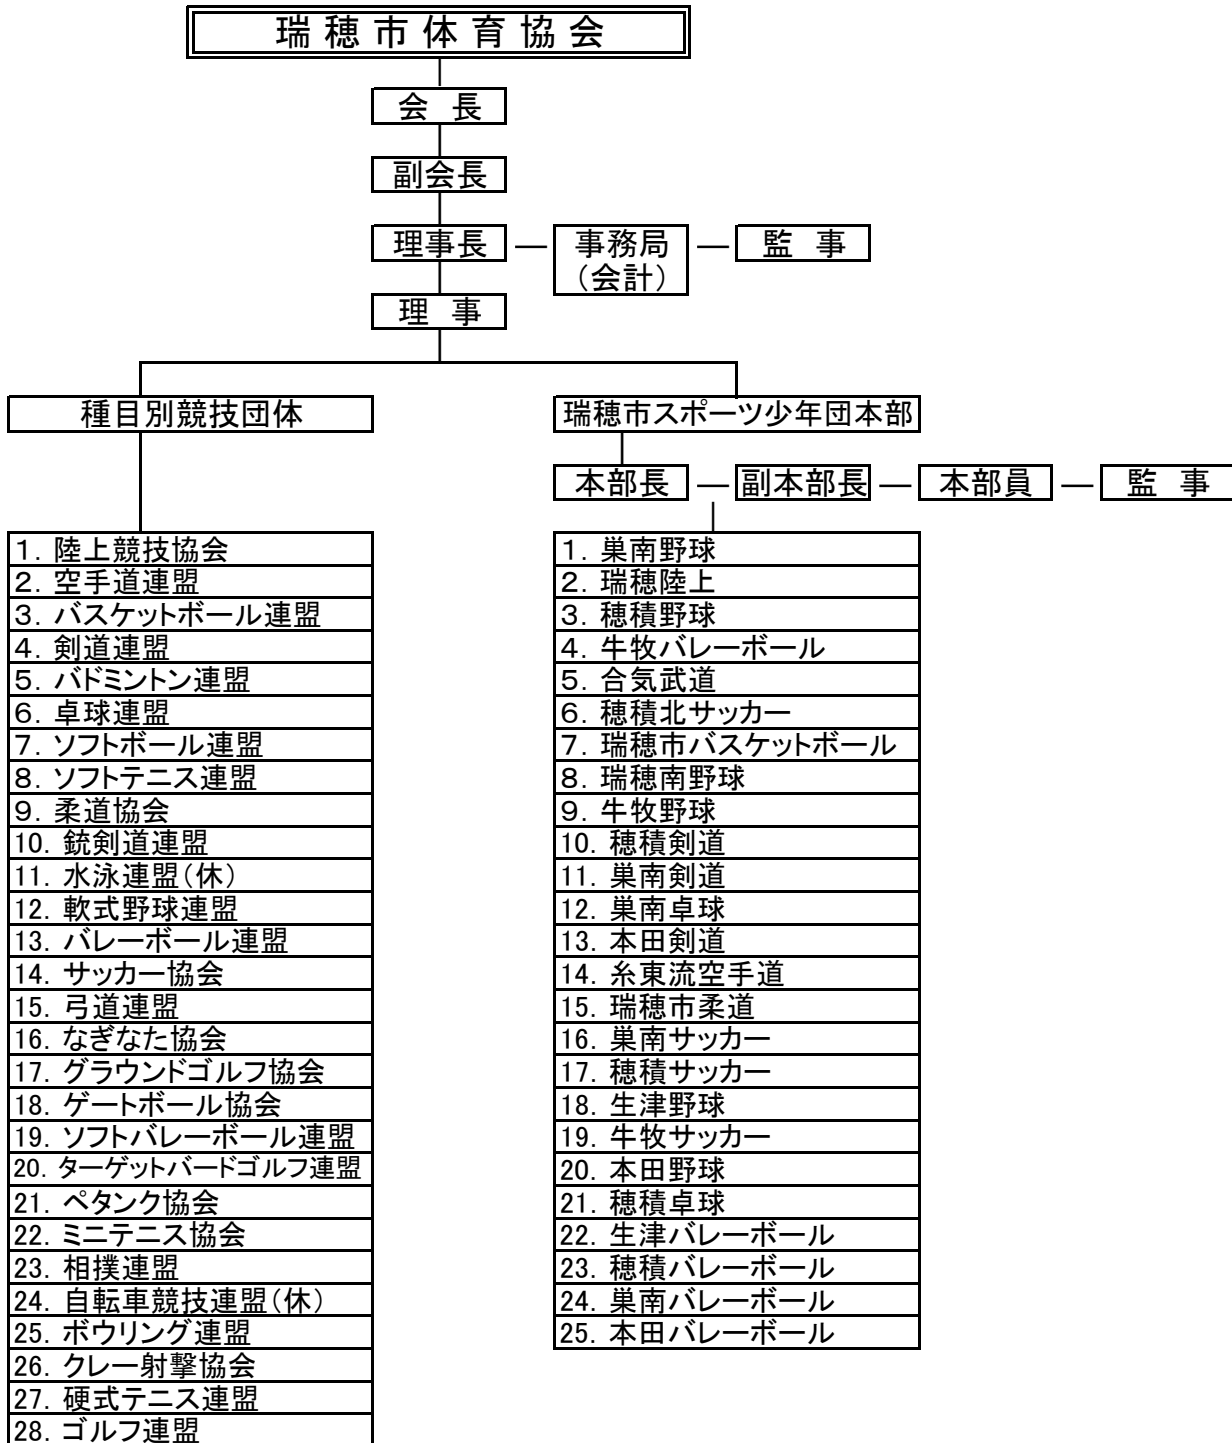 瑞穂市体育協会
会 長
副会長
理事長 ― 事務局 ― 監 事
(会計)
理 事
種目別競技団体
1. 陸上競技協会
2. 空手道連盟
3. バスケットボール連盟
4. 剣道連盟
5. バドミントン連盟
6. 卓球連盟
7. ソフトボール連盟
8. ソフトテニス連盟
9. 柔道協会
10. 銃剣道連盟
11. 水泳連盟(休)
12. 軟式野球連盟
13. バレーボール連盟
14. サッカー協会
15. 弓道連盟
16. なぎなた協会
17. グラウンドゴルフ協会
18. ゲートボール協会
19. ソフトバレーボール連盟
20. ターゲットバードゴルフ連盟
21. ペタンク協会
22. ミニテニス協会
23. 相撲連盟
24. 自転車競技連盟(休)
25. ボウリング連盟
26. クレー射撃協会
27. 硬式テニス連盟
28. ゴルフ連盟
瑞穂市スポーツ少年団本部
本部長 ― 副本部長 ― 本部員 ― 監 事
1. 巣南野球
2. 瑞穂陸上
3. 穂積野球
4. 牛牧バレーボール
5. 合気武道
6. 穂積北サッカー
7. 瑞穂市バスケットボール
8. 瑞穂南野球
9. 牛牧野球
10. 穂積剣道
11. 巣南剣道
12. 巣南卓球
13. 本田剣道
14. 糸東流空手道
15. 瑞穂市柔道
16. 巣南サッカー
17. 穂積サッカー
18. 生津野球
19. 牛牧サッカー
20. 本田野球
21. 穂積卓球
22. 生津バレーボール
23. 穂積バレーボール
24. 巣南バレーボール
25. 本田バレーボール